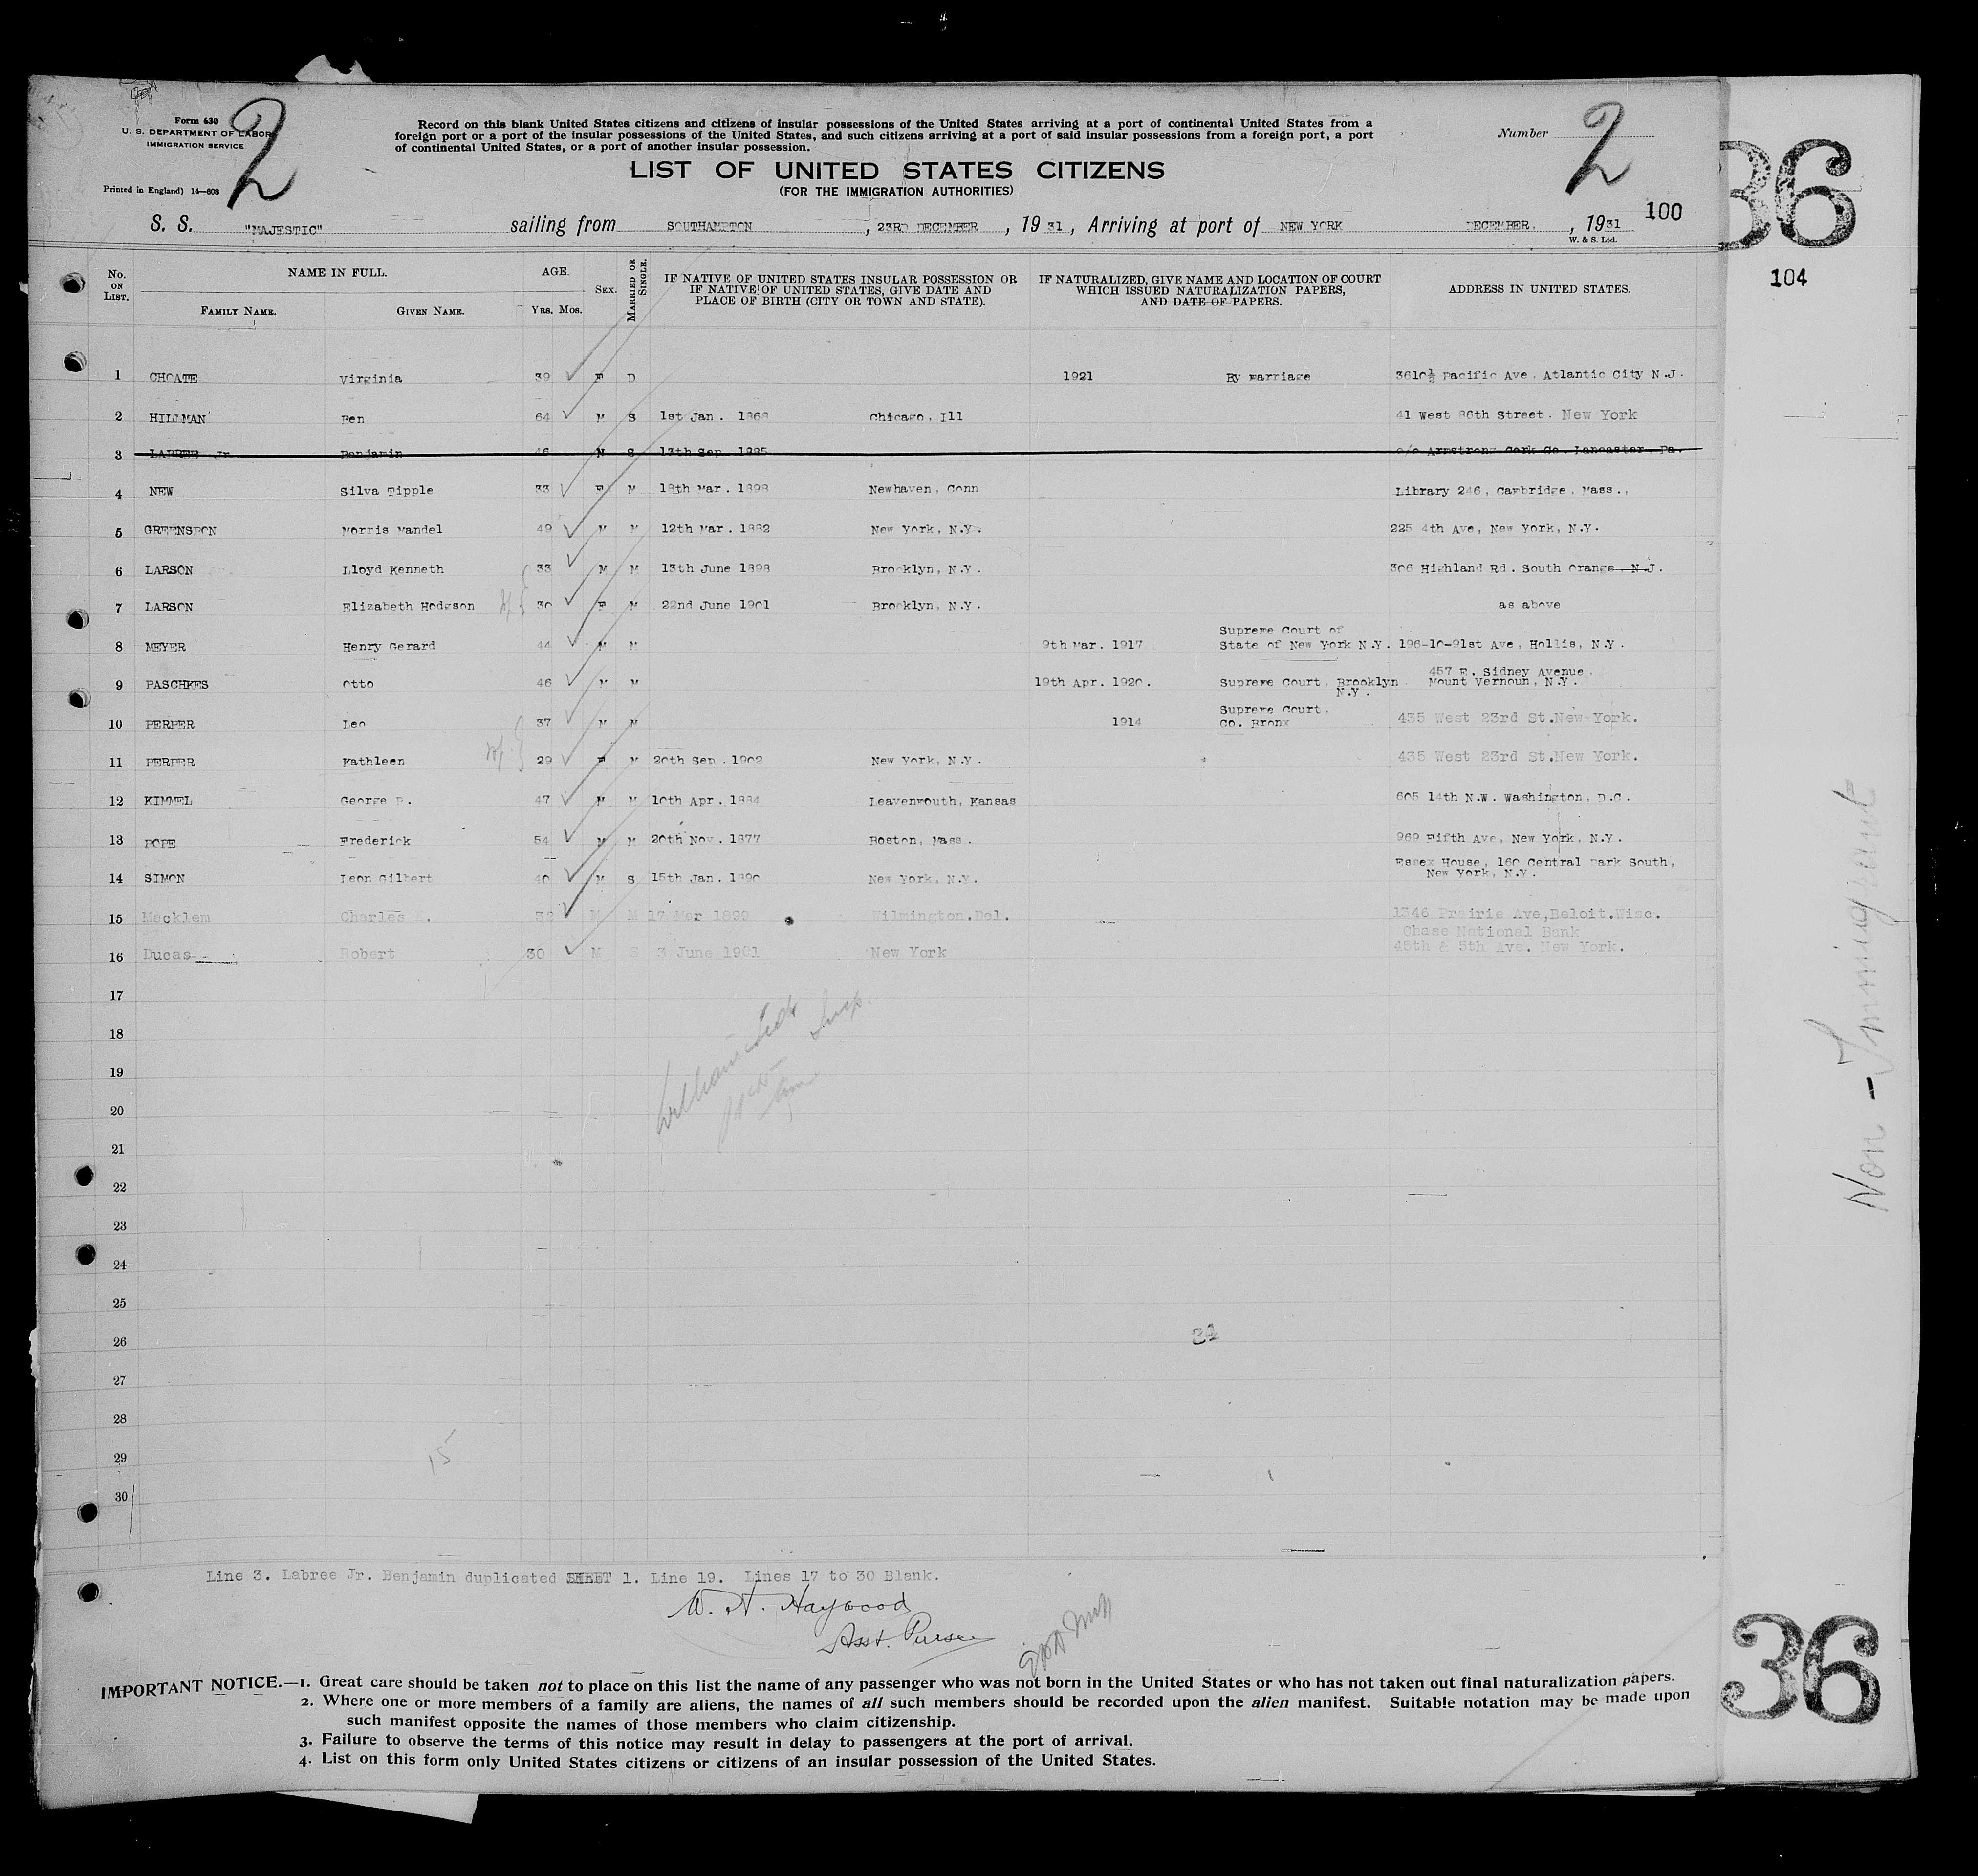 Form 630
U. S. DEPARTMENT OF LABOR
IMMIGRATION SERVICE
Printed in England) 14—608
2
Record on this blank United States citizens and citizens of insular possessions of the United States arriving at a port of continental United States from a
foreign port or a port of the insular possessions of the United States, and such citizens arriving at a port of said insular possessions from a foreign port, a port
of continental United States, or a port of another insular possession.
LIST OF UNITED STATES CITIZENS
(FOR THE IMMIGRATION AUTHORITIES)
Number 2
36
S. S. "MAJESTIC" sailing from SOUTHAMPTON, 23RD DECEMBER, 1931, Arriving at port of NEW YORK DECEMBER, 1931 100
W. & S. Ltd.
104
No. ON LIST. NAME IN FULL. FAMILY NAME. GIVEN NAME. AGE. YRS. MOS. SEX. MARRIED OR SINGLE. IF NATIVE OF UNITED STATES INSULAR POSSESSION OR IF NATIVE OF UNITED STATES, GIVE DATE AND PLACE OF BIRTH (CITY OR TOWN AND STATE). IF NATURALIZED, GIVE NAME AND LOCATION OF COURT WHICH ISSUED NATURALIZATION PAPERS, AND DATE OF PAPERS. ADDRESS IN UNITED STATES.
1 CHOATE Virginia 39 F D 1921 By marriage 3610½ Pacific Ave. Atlantic City N.J.
2 HILLMAN Ben 64 M S 1st Jan. 1868 Chicago, Ill 41 West 86th Street. New York
3 LABREE Jr Benjamin 46 M S 13th Sep. 1885 c/o Armstrong Cork Co. Lancaster. Pa.
4 NEW Silva Tipple 33 F M 18th Mar. 1898 Newhaven, Conn Library 246, Cambridge, Mass.,
5 GREENSPON Morris Mandel 49 M M 12th Mar. 1882 New York, N.Y. 225 4th Ave, New York, N.Y.
6 LARSON Lloyd Kenneth 33 M M 13th June 1898 Brooklyn, N.Y. 306 Highland Rd. South Orange. N.J.
7 LARSON Elizabeth Hodgson 30 F M 22nd June 1901 Brooklyn, N.Y. as above
8 MEYER Henry Gerard 44 M M 9th Mar. 1917 Supreme Court of State of New York N.Y. 196-10-91st Ave, Hollis, N.Y.
9 PASCHKES Otto 46 M M 19th Apr. 1920. Supreme Court, Brooklyn N.Y. 457 E. Sidney Avenue, Mount Vernoun, N.Y.
10 PERPER Leo 37 M M 1914 Supreme Court, Co. Bronx 435 West 23rd St.New York.
11 PERPER Kathleen 29 F M 20th Sep. 1902 New York, N.Y. 435 West 23rd St.New York.
12 KIMMEL George P. 47 M M 10th Apr. 1884 Leavenmouth, Kansas 605 14th N.W. Washington, D.C.
13 POPE Frederick 54 M M 20th Nov. 1877 Boston, Mass. 969 Fifth Ave, New York, N.Y.
14 SIMON Leon Gilbert 40 M S 15th Jan. 1890 New York, N.Y. Essex House, 160 Central Park South, New York, N.Y.
15 Macklem Charles 32 M M 17 Mar 1899 Wilmington.Del. 1346 Prairie Ave,Beloit.Wisc.
16 Ducas Robert 30 M S 3 June 1901 New York Chase National Bank 45th & 5th Ave. New York.
17
18
19
20
21
22
23
24
25
26
27
28
29
30
15
Non-Immigrant
Line 3. Labree Jr. Benjamin duplicated SHEET 1. Line 19. Lines 17 to 30 Blank.
W. A. Haywood
Asst. Purser
IMPORTANT NOTICE.—1. Great care should be taken not to place on this list the name of any passenger who was not born in the United States or who has not taken out final naturalization papers.
2. Where one or more members of a family are aliens, the names of all such members should be recorded upon the alien manifest. Suitable notation may be made upon
such manifest opposite the names of those members who claim citizenship.
3. Failure to observe the terms of this notice may result in delay to passengers at the port of arrival.
4. List on this form only United States citizens or citizens of an insular possession of the United States.
36